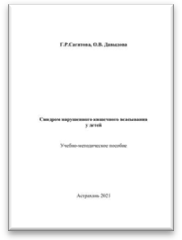 Г.Р.Сагитова, О.В. Давыдова
Синдром нарушенного кишечного всасывания
у детей
Учебно-методическое пособие
Астрахань 2021